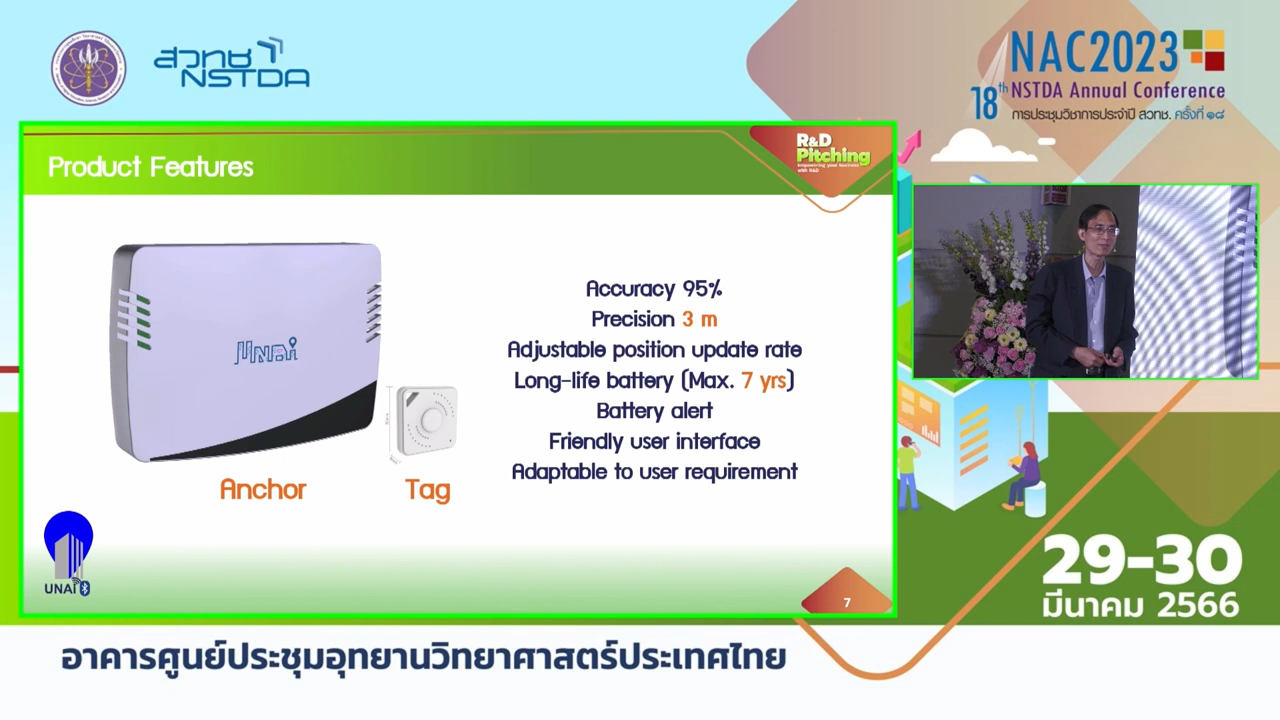 สวทช
NSTDA
NAC2023
18th NSTDA Annual Conference
การประชุมวิชาการประจำปี สวทช. ครั้งที่ ๑๘
Product Features
R&D
Pitching
Empowering your business
with R&D
UNAi
Accuracy 95%
Precision 3 m
Adjustable position update rate
Long-life battery (Max. 7 yrs)
Battery alert
Friendly user interface
Adaptable to user requirement
Anchor
Tag
UNAi
7
29-30
มีนาคม 2566
อาคารศูนย์ประชุมอุทยานวิทยาศาสตร์ประเทศไทย